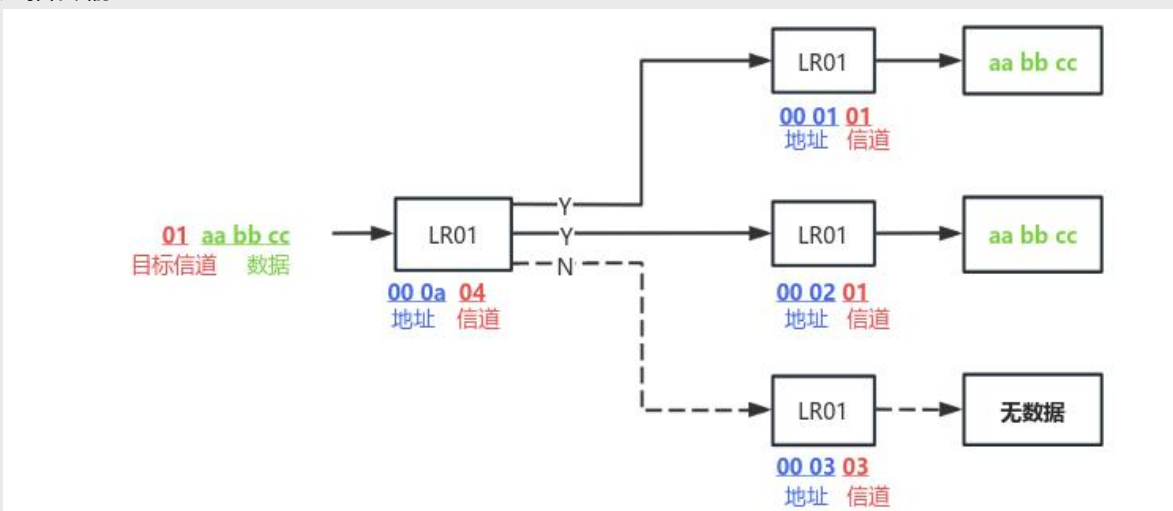 LR01
aa bb cc
00 01 01
地址 信道
Y
01 aa bb cc
目标信道 数据
LR01
Y
LR01
aa bb cc
N
00 0a 04
地址 信道
00 02 01
地址 信道
LR01
无数据
00 03 03
地址 信道